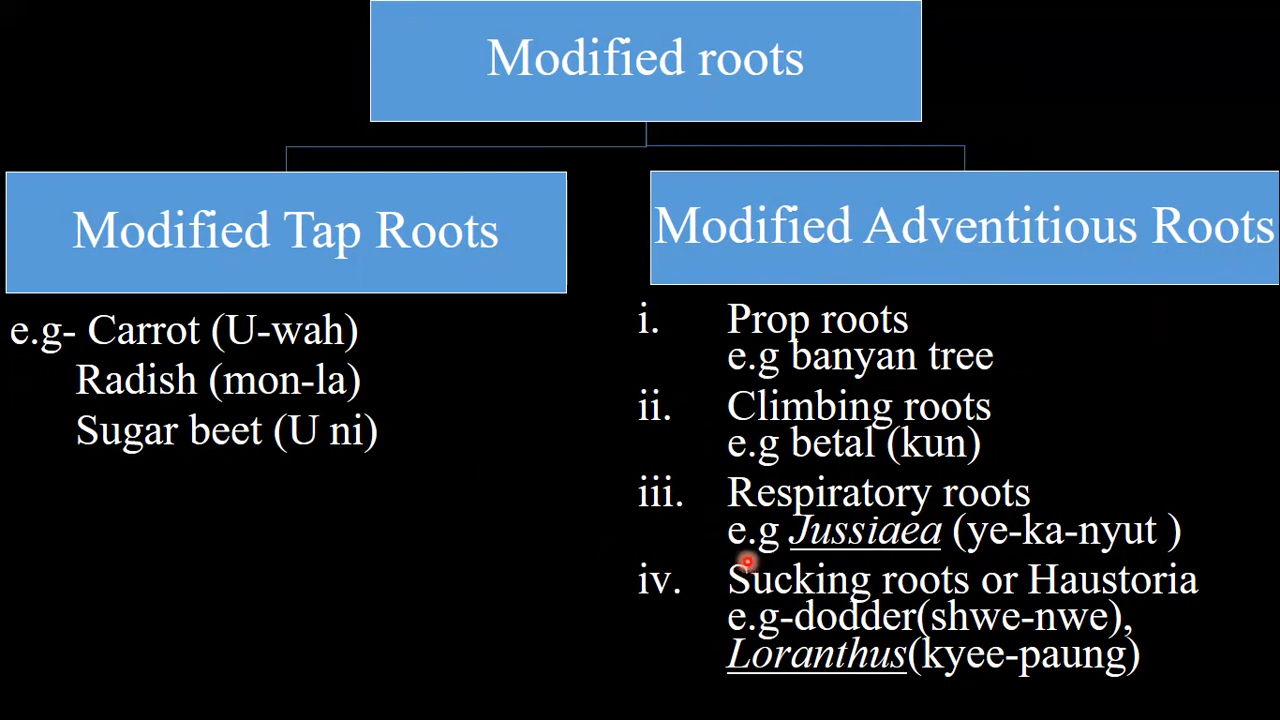 Modified roots
Modified Tap Roots
Modified Adventitious Roots
e.g- Carrot (U-wah)
Radish (mon-la)
Sugar beet (U ni)
i. Prop roots
e.g banyan tree
ii. Climbing roots
e.g betal (kun)
iii. Respiratory roots
e.g Jussiaea (ye-ka-nyut )
iv. Sucking roots or Haustoria
e.g-dodder(shwe-nwe),
Loranthus(kyee-paung)